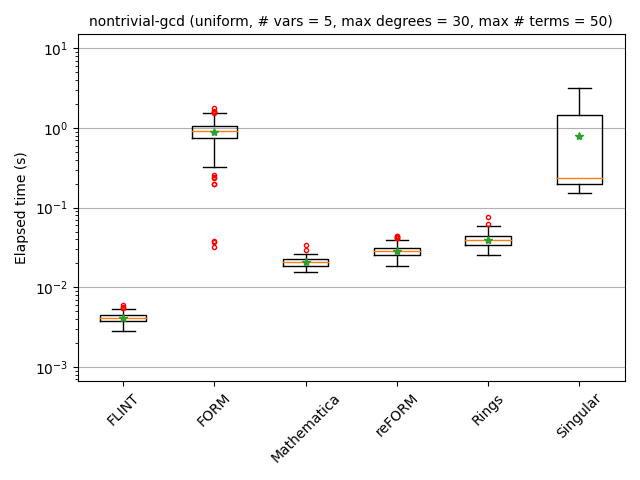 nontrivial-gcd (uniform, # vars = 5, max degrees = 30, max # terms = 50)
Elapsed time (s)
10¹
10⁰
10⁻¹
10⁻²
10⁻³
FLINT
FORM
Mathematica
reFORM
Rings
Singular